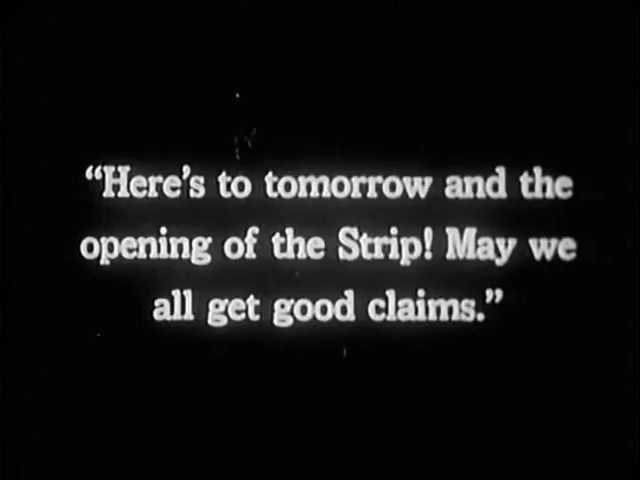 “Here’s to tomorrow and the
opening of the Strip! May we
all get good claims.”